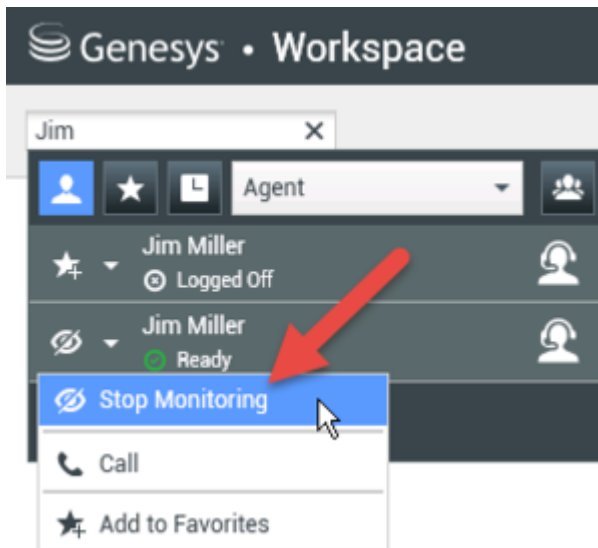 Genesys • Workspace
Jim
Agent
Jim Miller
Logged Off
Jim Miller
Ready
Stop Monitoring
Call
Add to Favorites